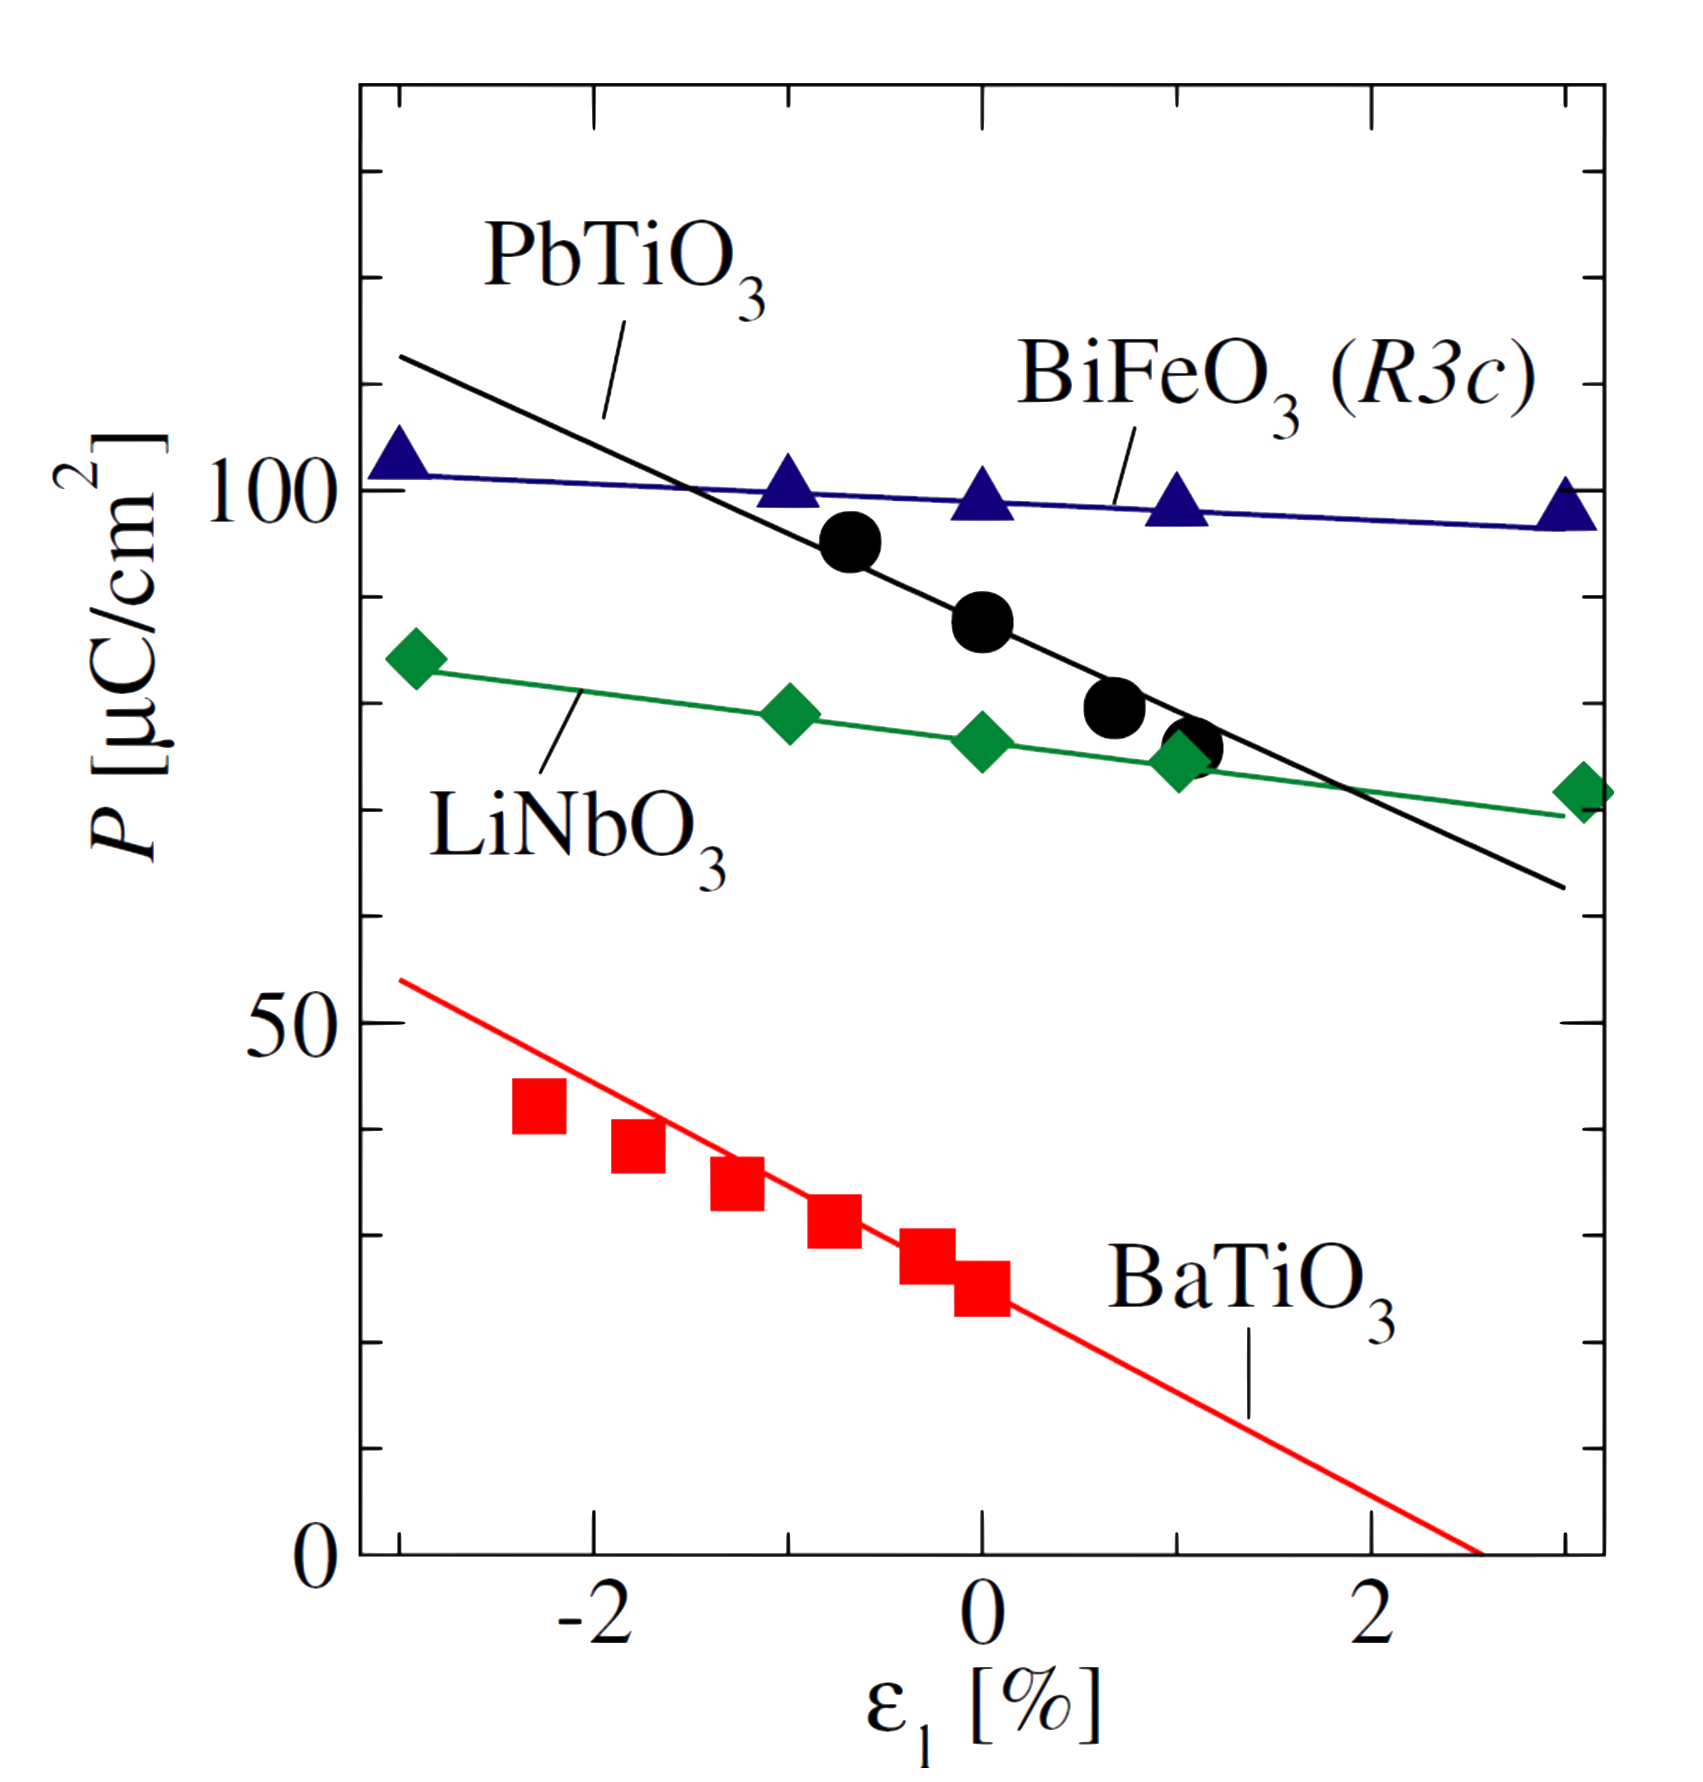 PbTiO₃
BiFeO₃ (R3c)
100
P [μC/cm²]
LiNbO₃
50
BaTiO₃
0
-2 0 2
ε₁ [%]